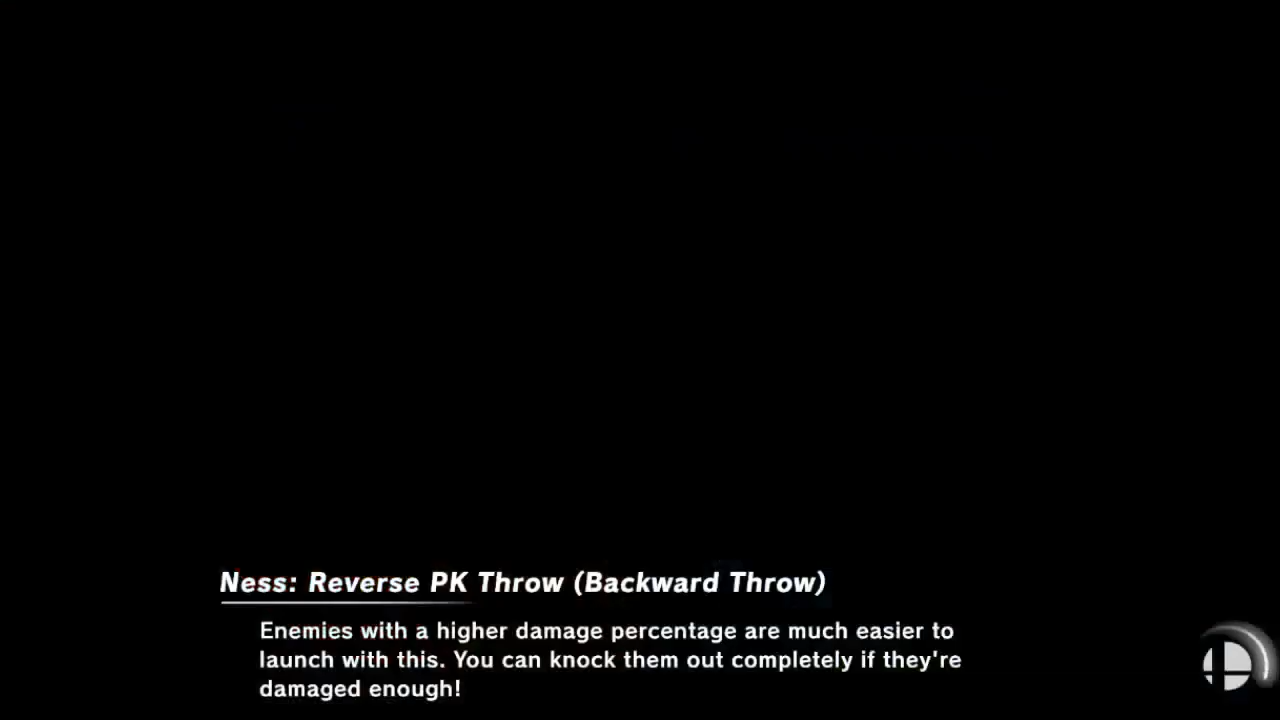 Ness: Reverse PK Throw (Backward Throw)
Enemies with a higher damage percentage are much easier to
launch with this. You can knock them out completely if they're
damaged enough!